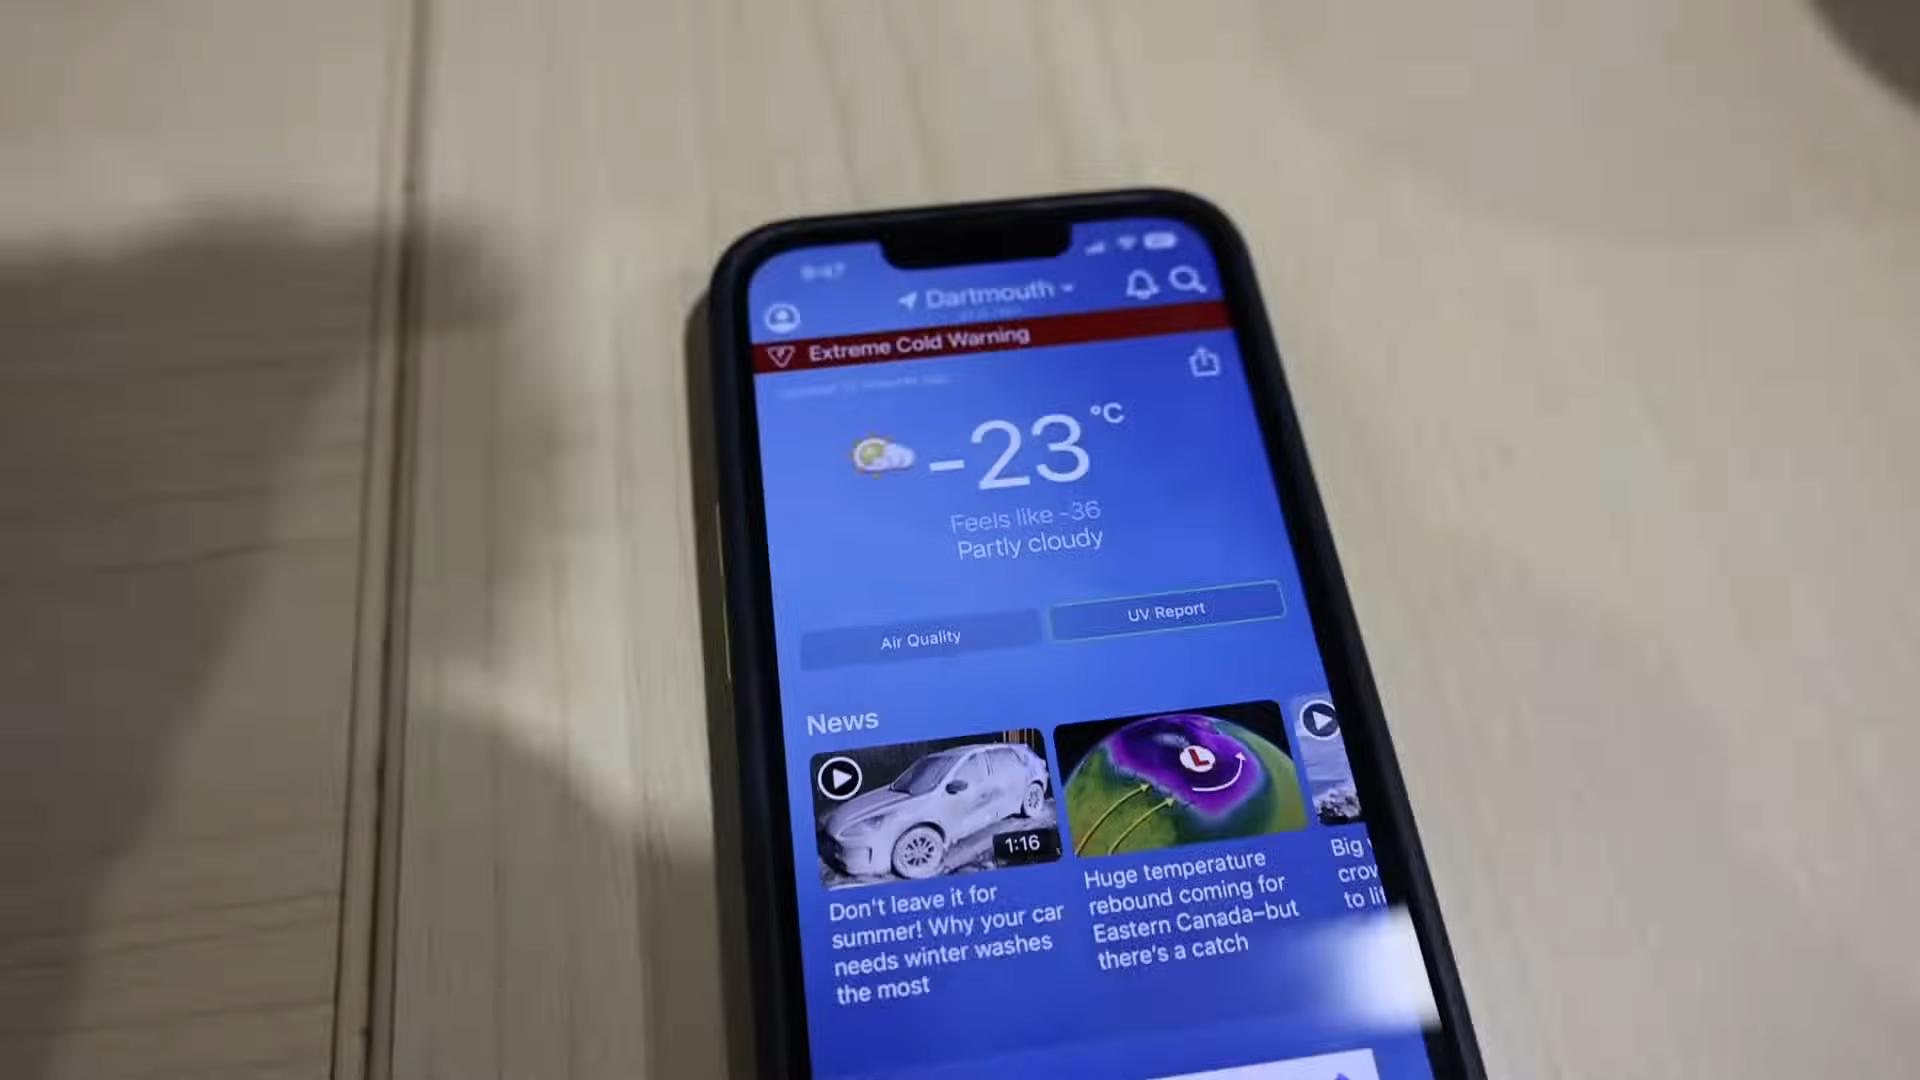 Dartmouth
Extreme Cold Warning
-23 °C
Feels like -36
Partly cloudy
Air Quality
UV Report
News
1:16
L
Don't leave it for
summer! Why your car
needs winter washes
the most
Huge temperature
rebound coming for
Eastern Canada–but
there's a catch
Big
to